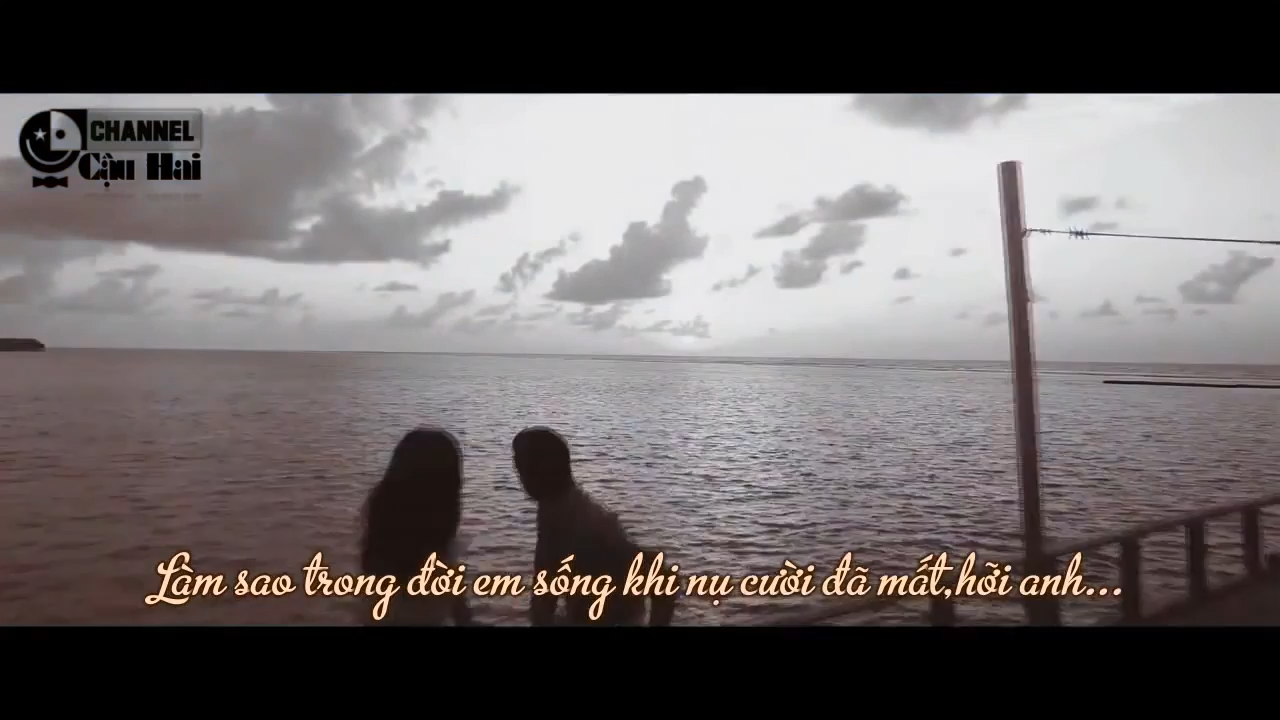 CHANNEL
Cậu Hai
Làm sao trong đời em sống khi nụ cười đã mất,hỡi anh...